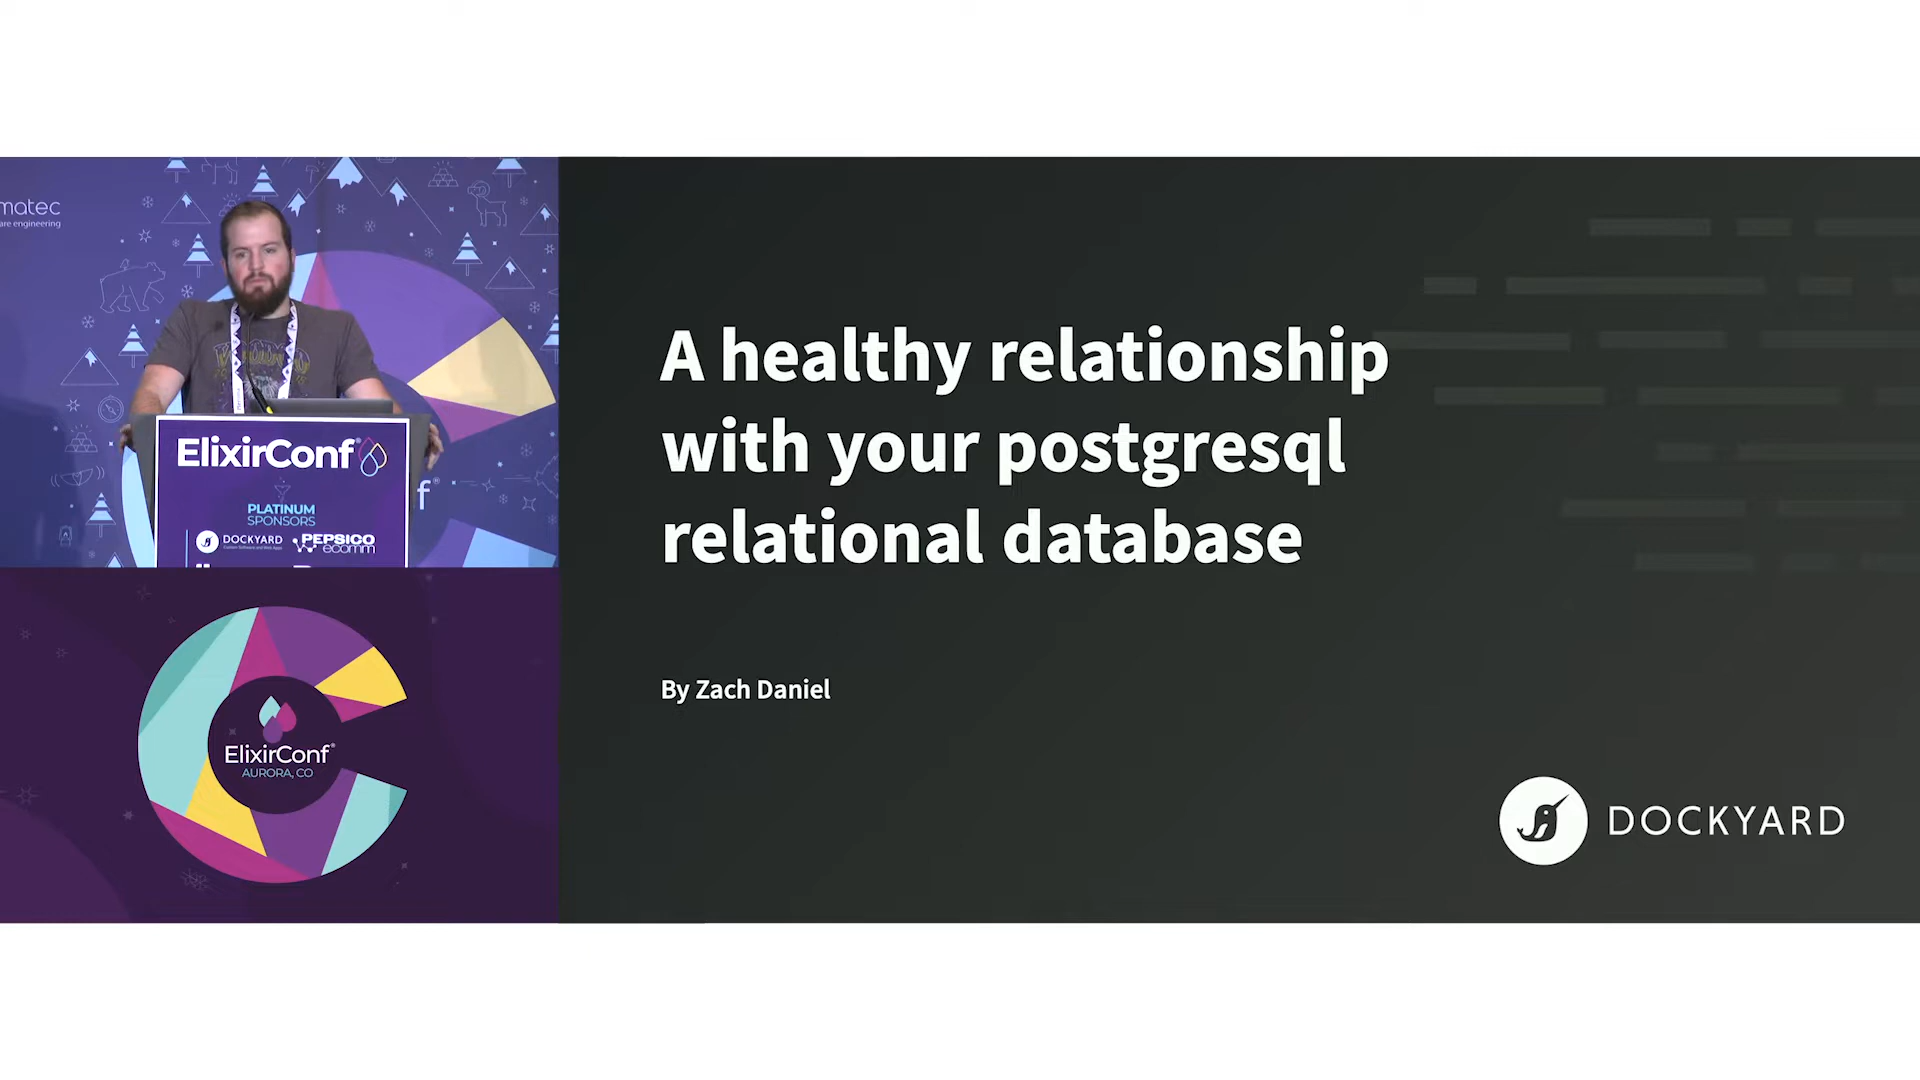 matec
are engineering
ElixirConf®
PLATINUM
SPONSORS
DOCKYARD
PEPSICO
ecomm
f®
ElixirConf®
AURORA, CO
A healthy relationship
with your postgresql
relational database
By Zach Daniel
DOCKYARD